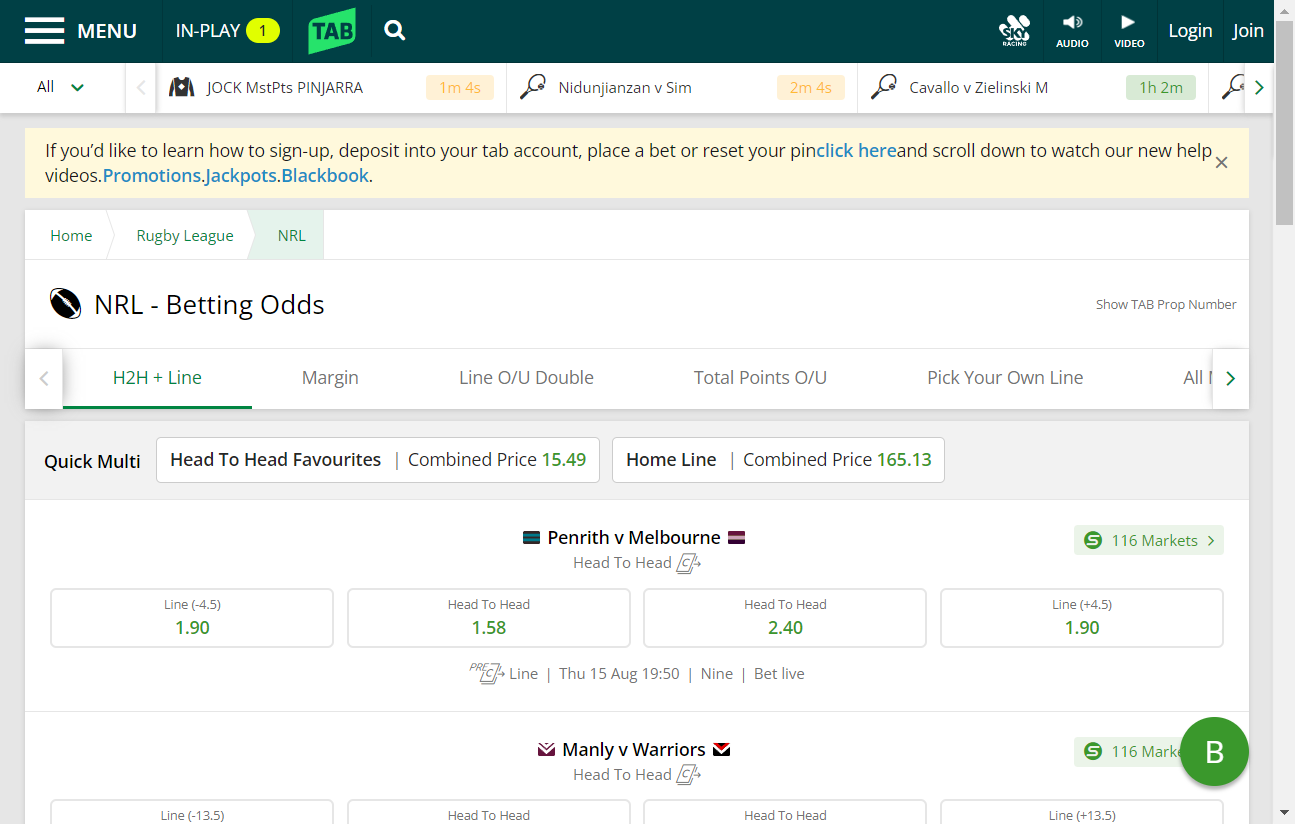 MENU
IN-PLAY 1
TAB
SKY RACING
AUDIO
VIDEO
Login
Join
All
JOCK MstPts PINJARRA 1m 4s
Nidunjianzan v Sim 2m 4s
Cavallo v Zielinski M 1h 2m
If you’d like to learn how to sign-up, deposit into your tab account, place a bet or reset your pinclick hereand scroll down to watch our new help
videos.Promotions.Jackpots.Blackbook.
Home
Rugby League
NRL
NRL - Betting Odds
Show TAB Prop Number
H2H + Line
Margin
Line O/U Double
Total Points O/U
Pick Your Own Line
All
Quick Multi
Head To Head Favourites | Combined Price 15.49
Home Line | Combined Price 165.13
Penrith v Melbourne
S 116 Markets
Head To Head C
Line (-4.5)
1.90
Head To Head
1.58
Head To Head
2.40
Line (+4.5)
1.90
PRE C Line | Thu 15 Aug 19:50 | Nine | Bet live
Manly v Warriors
S 116 Marke
B
Head To Head C
Line (-13.5)
Head To Head
Head To Head
Line (+13.5)